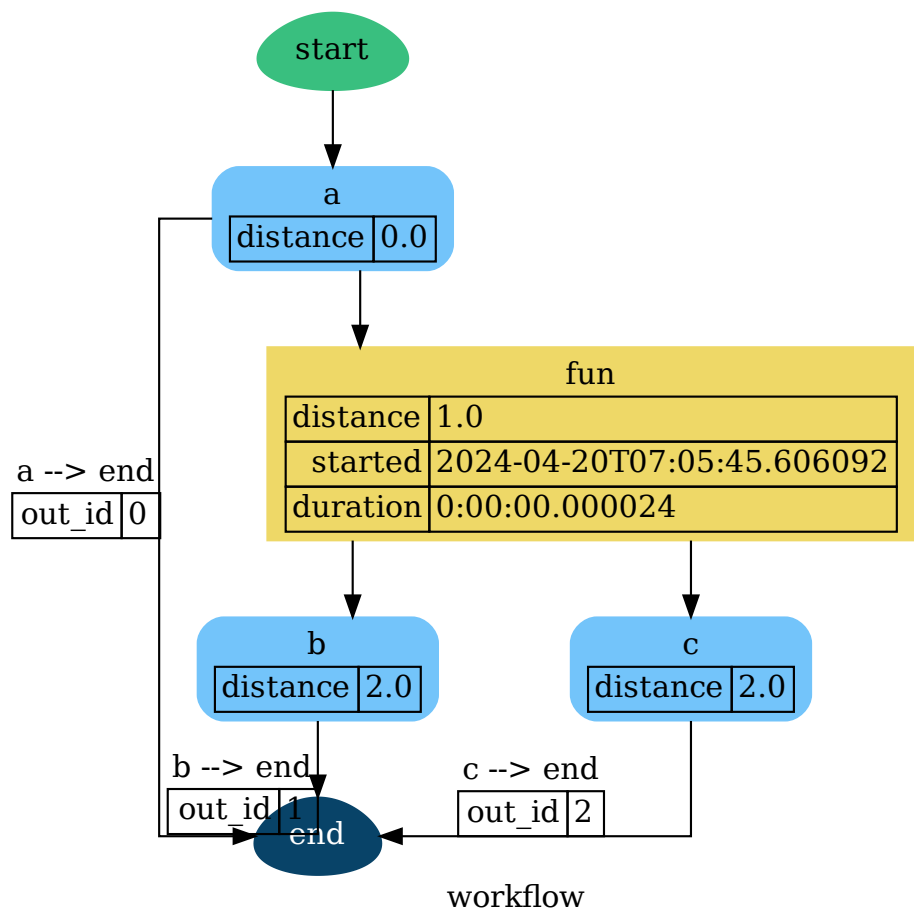 start
a
distance 0.0
fun
distance 1.0
started 2024-04-20T07:05:45.606092
duration 0:00:00.000024
a --> end
out_id 0
b
distance 2.0
c
distance 2.0
b --> end
out_id 1
c --> end
out_id 2
end
workflow